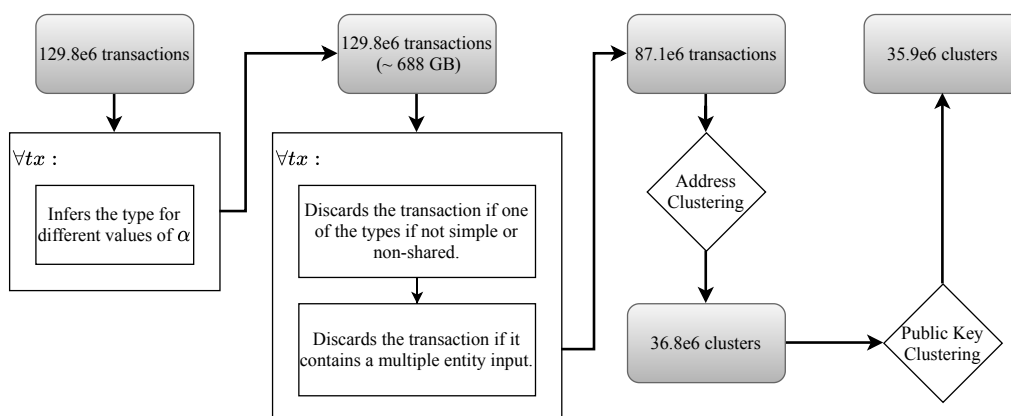 129.8e6 transactions
∀tx :
Infers the type for
different values of α
129.8e6 transactions
(~ 688 GB)
∀tx :
Discards the transaction if one
of the types if not simple or
non-shared.
Discards the transaction if it
contains a multiple entity input.
87.1e6 transactions
Address
Clustering
36.8e6 clusters
Public Key
Clustering
35.9e6 clusters